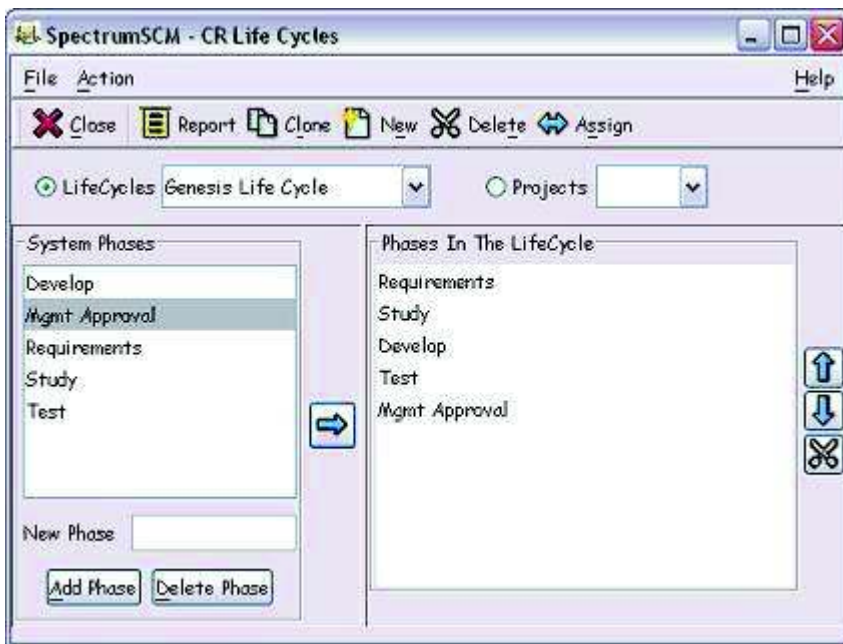 SpectrumSCM - CR Life Cycles
File Action Help
Close Report Clone New Delete Assign
LifeCycles Genesis Life Cycle Projects
System Phases
Develop
Mgmt Approval
Requirements
Study
Test
New Phase
Add Phase Delete Phase
Phases In The LifeCycle
Requirements
Study
Develop
Test
Mgmt Approval